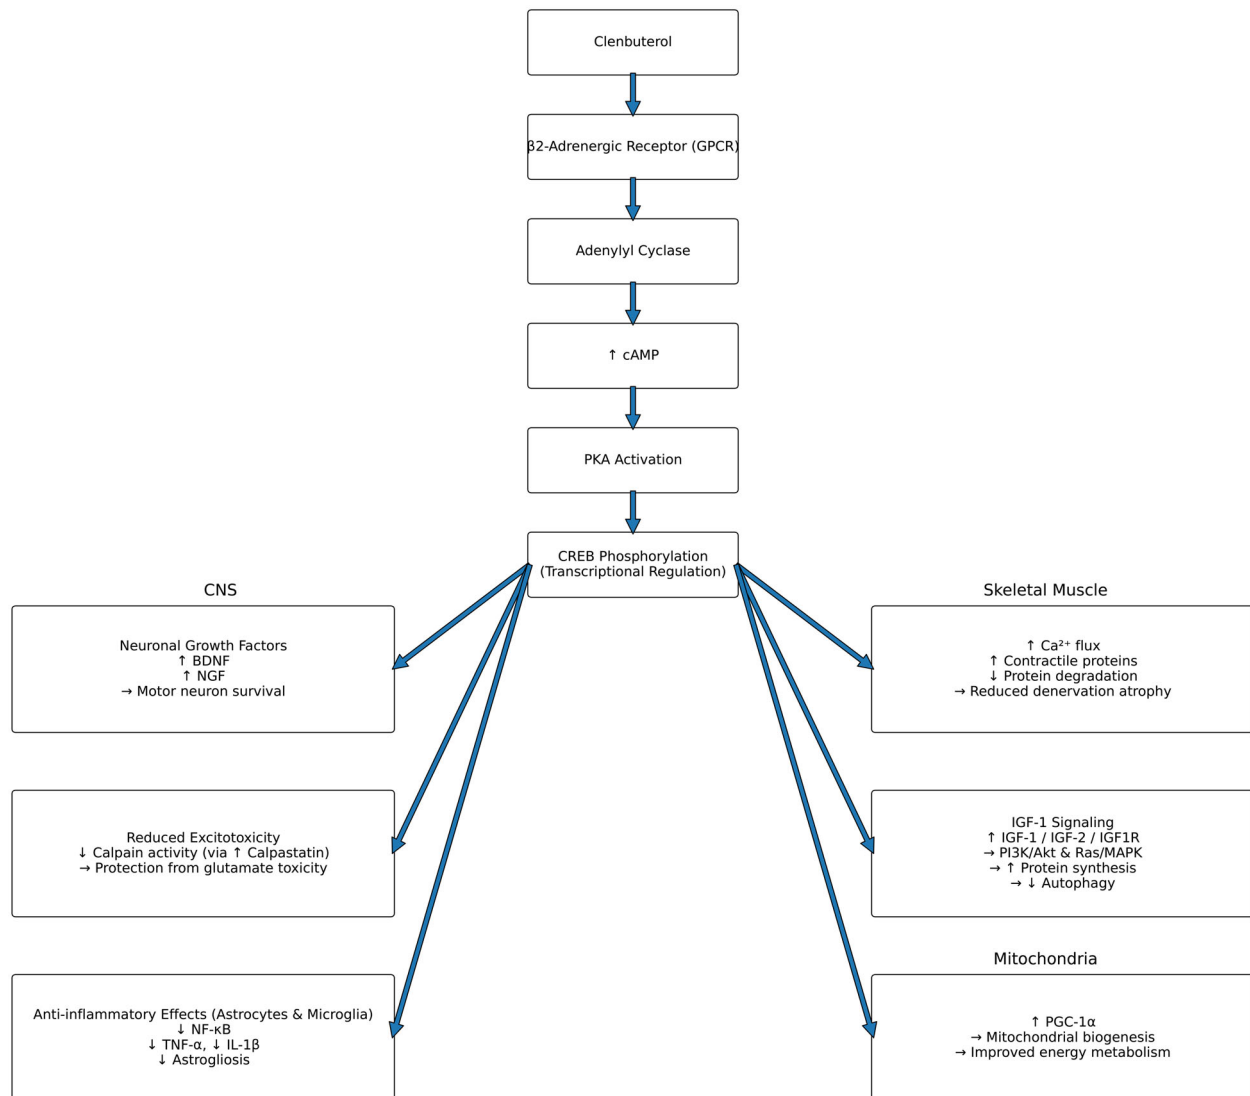 Clenbuterol
β2-Adrenergic Receptor (GPCR)
Adenylyl Cyclase
↑ cAMP
PKA Activation
CREB Phosphorylation
(Transcriptional Regulation)
CNS
Neuronal Growth Factors
↑ BDNF
↑ NGF
→ Motor neuron survival
Reduced Excitotoxicity
↓ Calpain activity (via ↑ Calpastatin)
→ Protection from glutamate toxicity
Anti-inflammatory Effects (Astrocytes & Microglia)
↓ NF-κB
↓ TNF-α, ↓ IL-1β
↓ Astrogliosis
Skeletal Muscle
↑ Ca²⁺ flux
↑ Contractile proteins
↓ Protein degradation
→ Reduced denervation atrophy
IGF-1 Signaling
↑ IGF-1 / IGF-2 / IGF1R
→ PI3K/Akt & Ras/MAPK
→ ↑ Protein synthesis
→ ↓ Autophagy
Mitochondria
↑ PGC-1α
→ Mitochondrial biogenesis
→ Improved energy metabolism